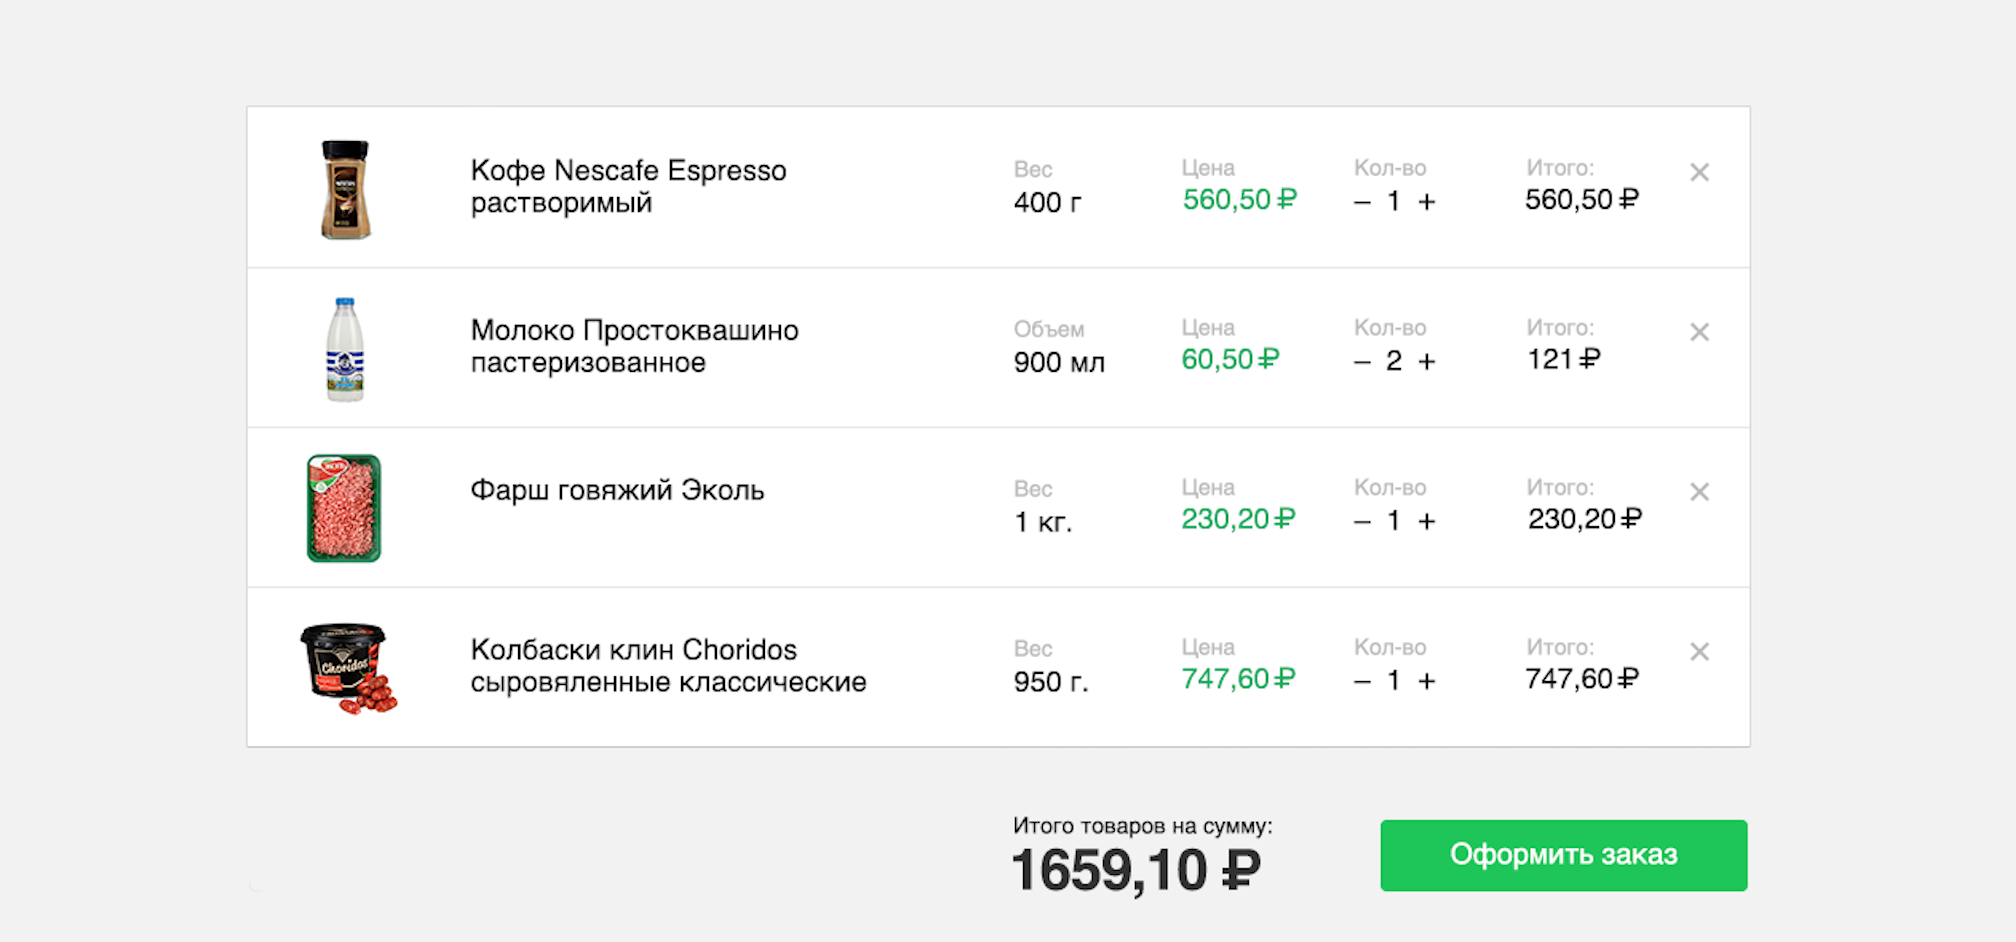 Кофе Nescafe Espresso
растворимый
Вес
400 г
Цена
560,50 ₽
Кол-во
– 1 +
Итого:
560,50 ₽
×
Молоко Простоквашино
пастеризованное
Объем
900 мл
Цена
60,50 ₽
Кол-во
– 2 +
Итого:
121 ₽
×
Фарш говяжий Эколь
Вес
1 кг.
Цена
230,20 ₽
Кол-во
– 1 +
Итого:
230,20 ₽
×
Choridos
Колбаски клин Choridos
сыровяленные классические
Вес
950 г.
Цена
747,60 ₽
Кол-во
– 1 +
Итого:
747,60 ₽
×
Итого товаров на сумму:
1659,10 ₽
Оформить заказ